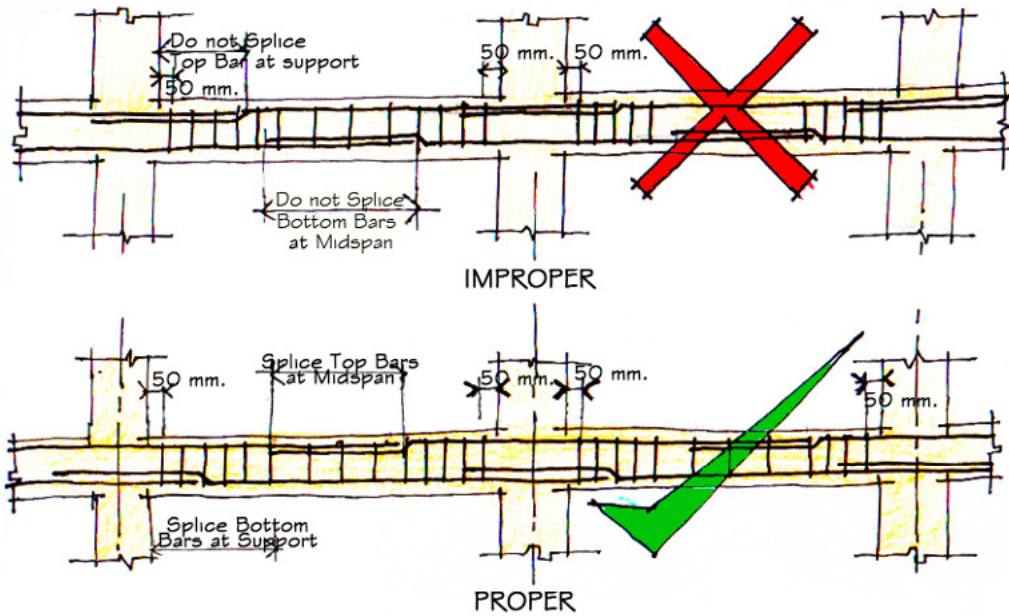 Do not Splice
Top Bar at support
50 mm.
50 mm.
50 mm.
Do not Splice
Bottom Bars
at Midspan
IMPROPER
50 mm.
Splice Top Bars
at Midspan
50 mm.
50 mm.
50 mm.
Splice Bottom
Bars at Support
PROPER